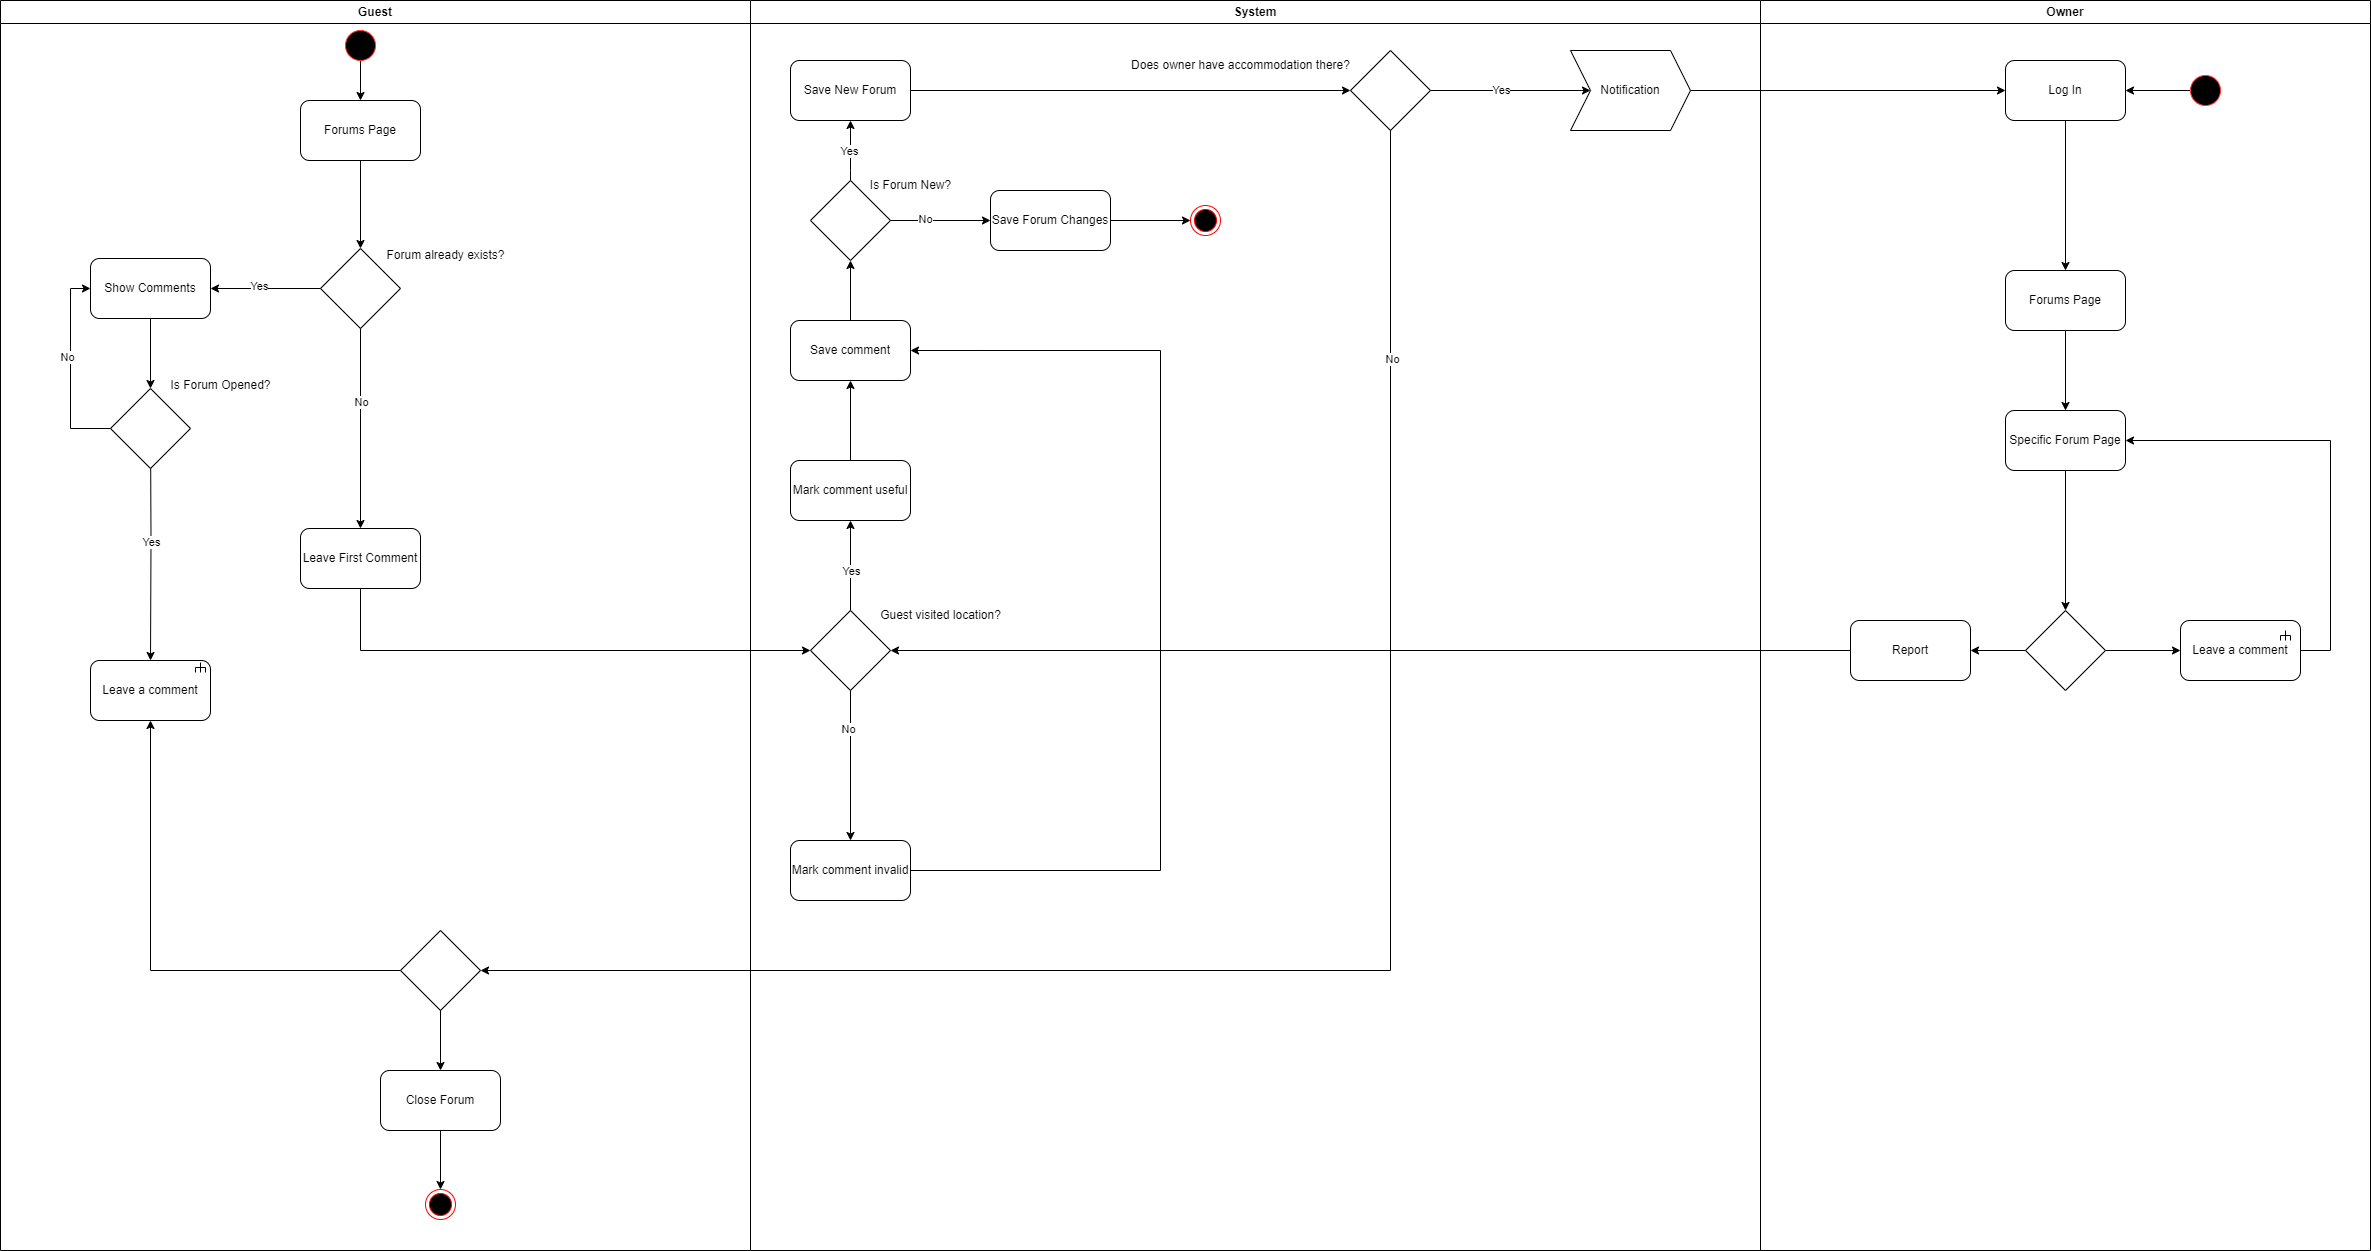 Guest
System
Owner
Forums Page
Forum already exists?
Yes
Show Comments
No
Is Forum Opened?
No
Yes
Leave First Comment
Leave a comment
Close Forum
Save New Forum
Does owner have accommodation there?
Yes
Notification
Yes
Is Forum New?
No
Save Forum Changes
Save comment
No
Mark comment useful
Yes
Guest visited location?
No
Mark comment invalid
Log In
Forums Page
Specific Forum Page
Report
Leave a comment